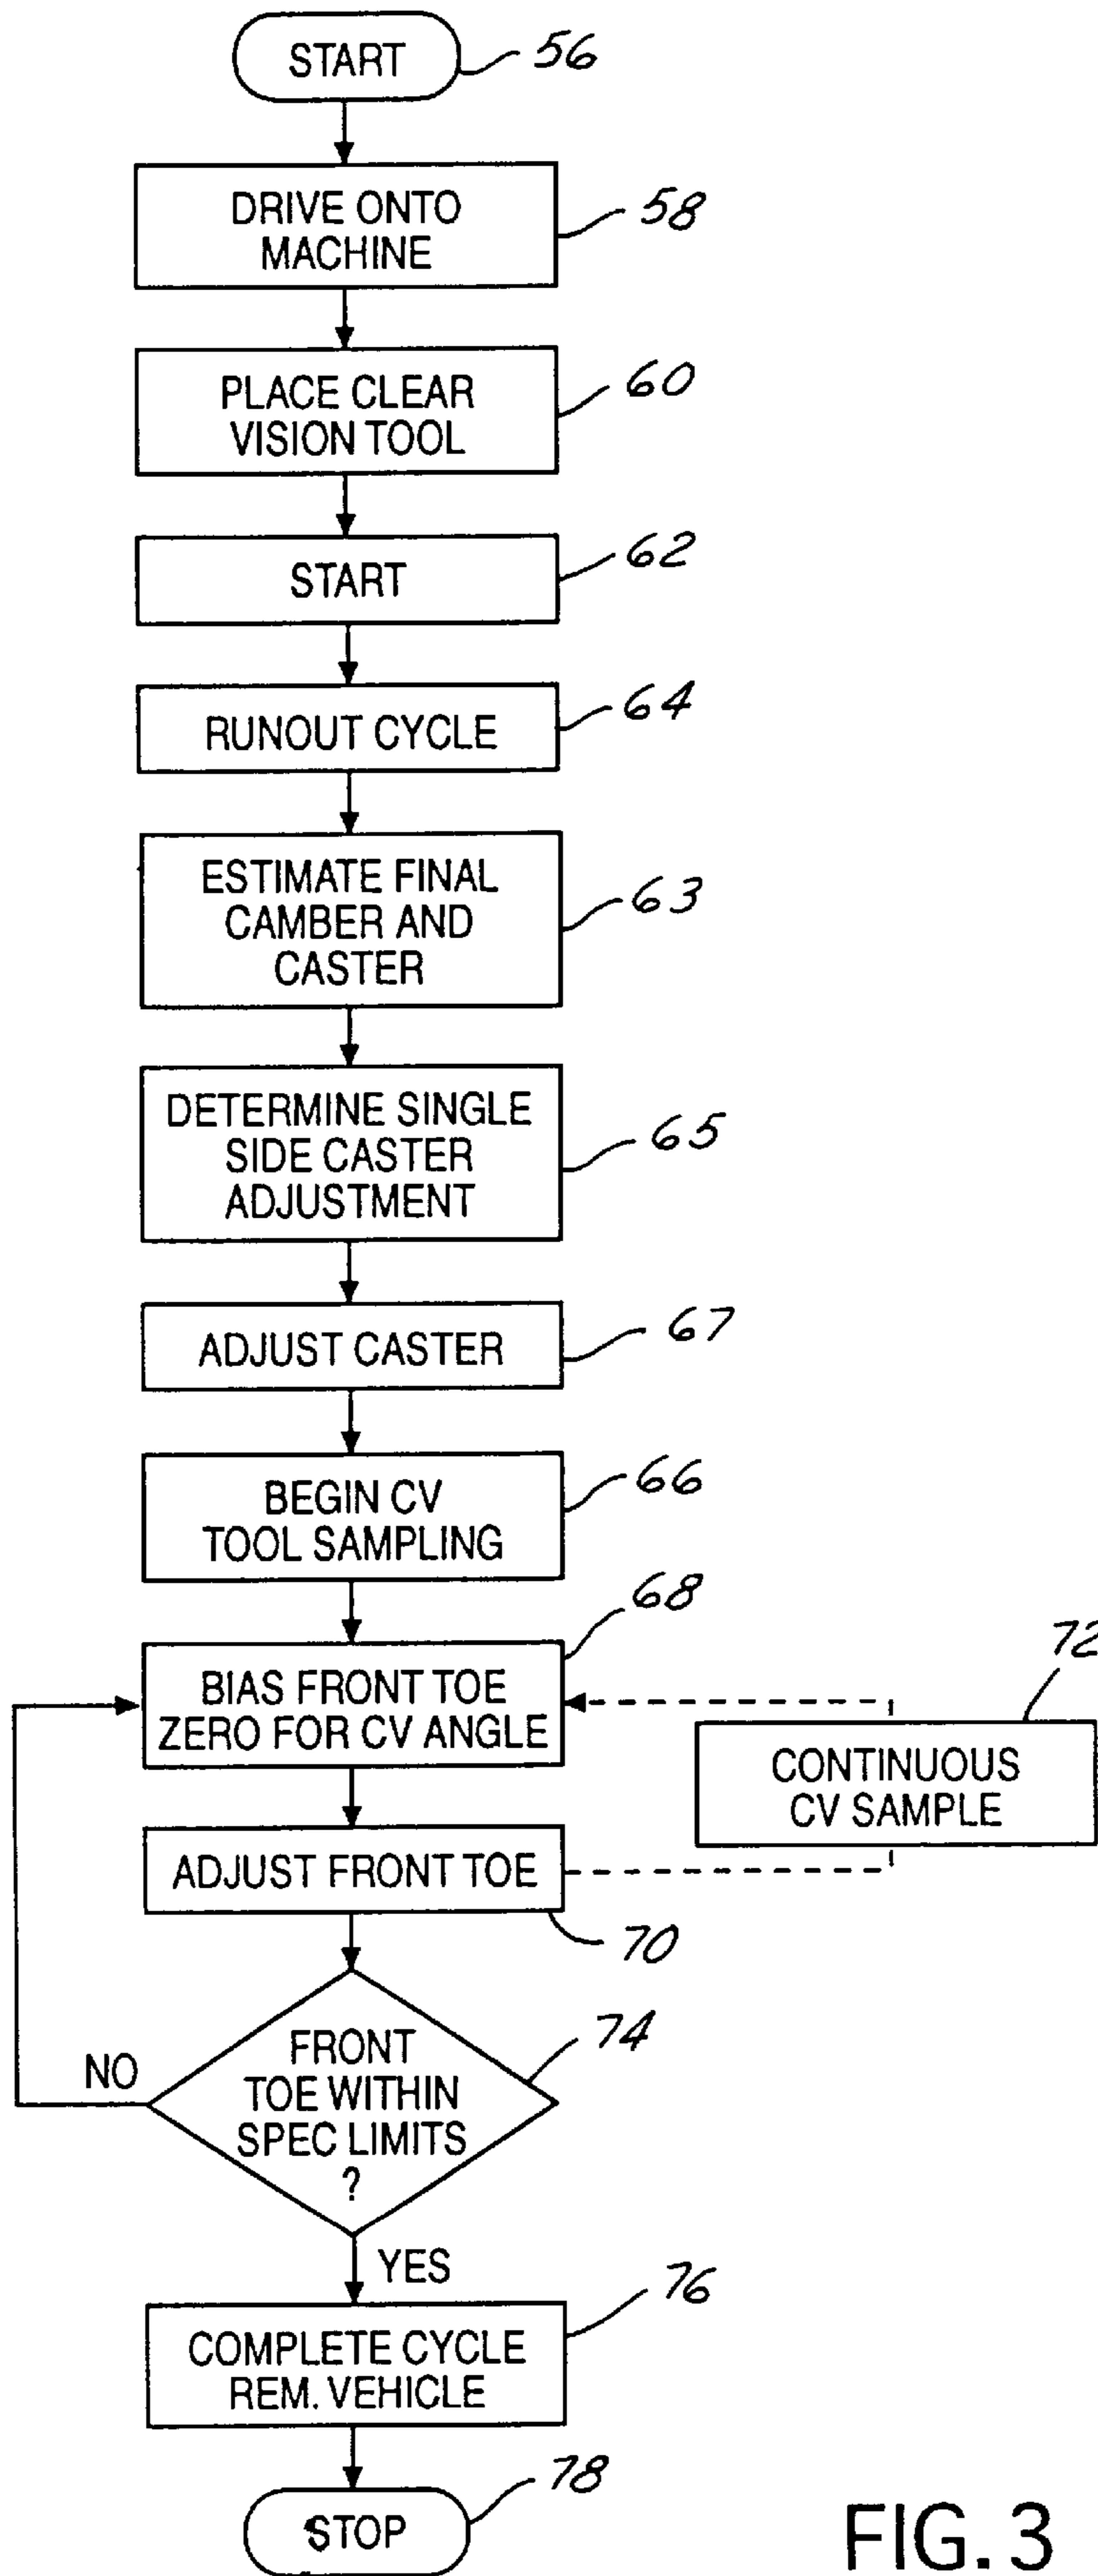 START
56
DRIVE ONTO
MACHINE
58
PLACE CLEAR
VISION TOOL
60
START
62
RUNOUT CYCLE
64
ESTIMATE FINAL
CAMBER AND
CASTER
63
DETERMINE SINGLE
SIDE CASTER
ADJUSTMENT
65
ADJUST CASTER
67
BEGIN CV
TOOL SAMPLING
66
BIAS FRONT TOE
ZERO FOR CV ANGLE
68
CONTINUOUS
CV SAMPLE
72
ADJUST FRONT TOE
70
FRONT
TOE WITHIN
SPEC LIMITS
?
74
NO
YES
COMPLETE CYCLE
REM. VEHICLE
76
STOP
78
FIG. 3